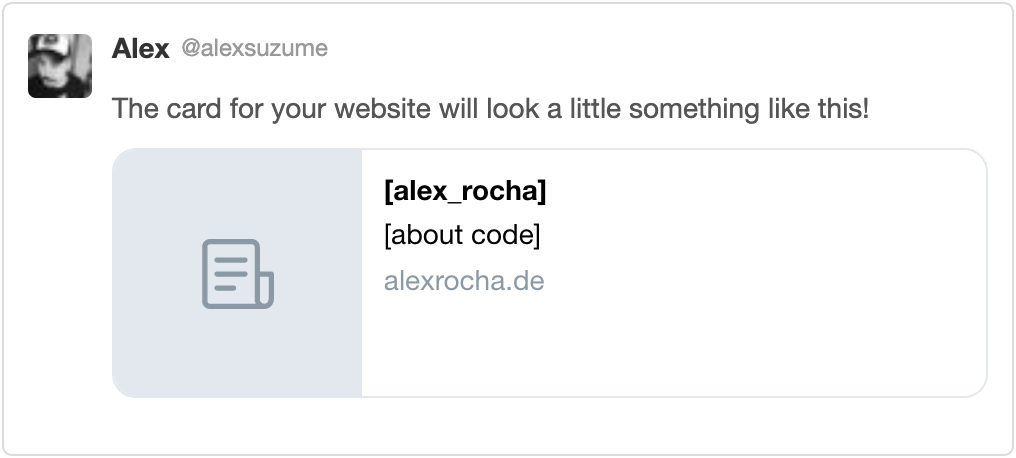 Alex @alexsuzume
The card for your website will look a little something like this!
[alex_rocha]
[about code]
alexrocha.de